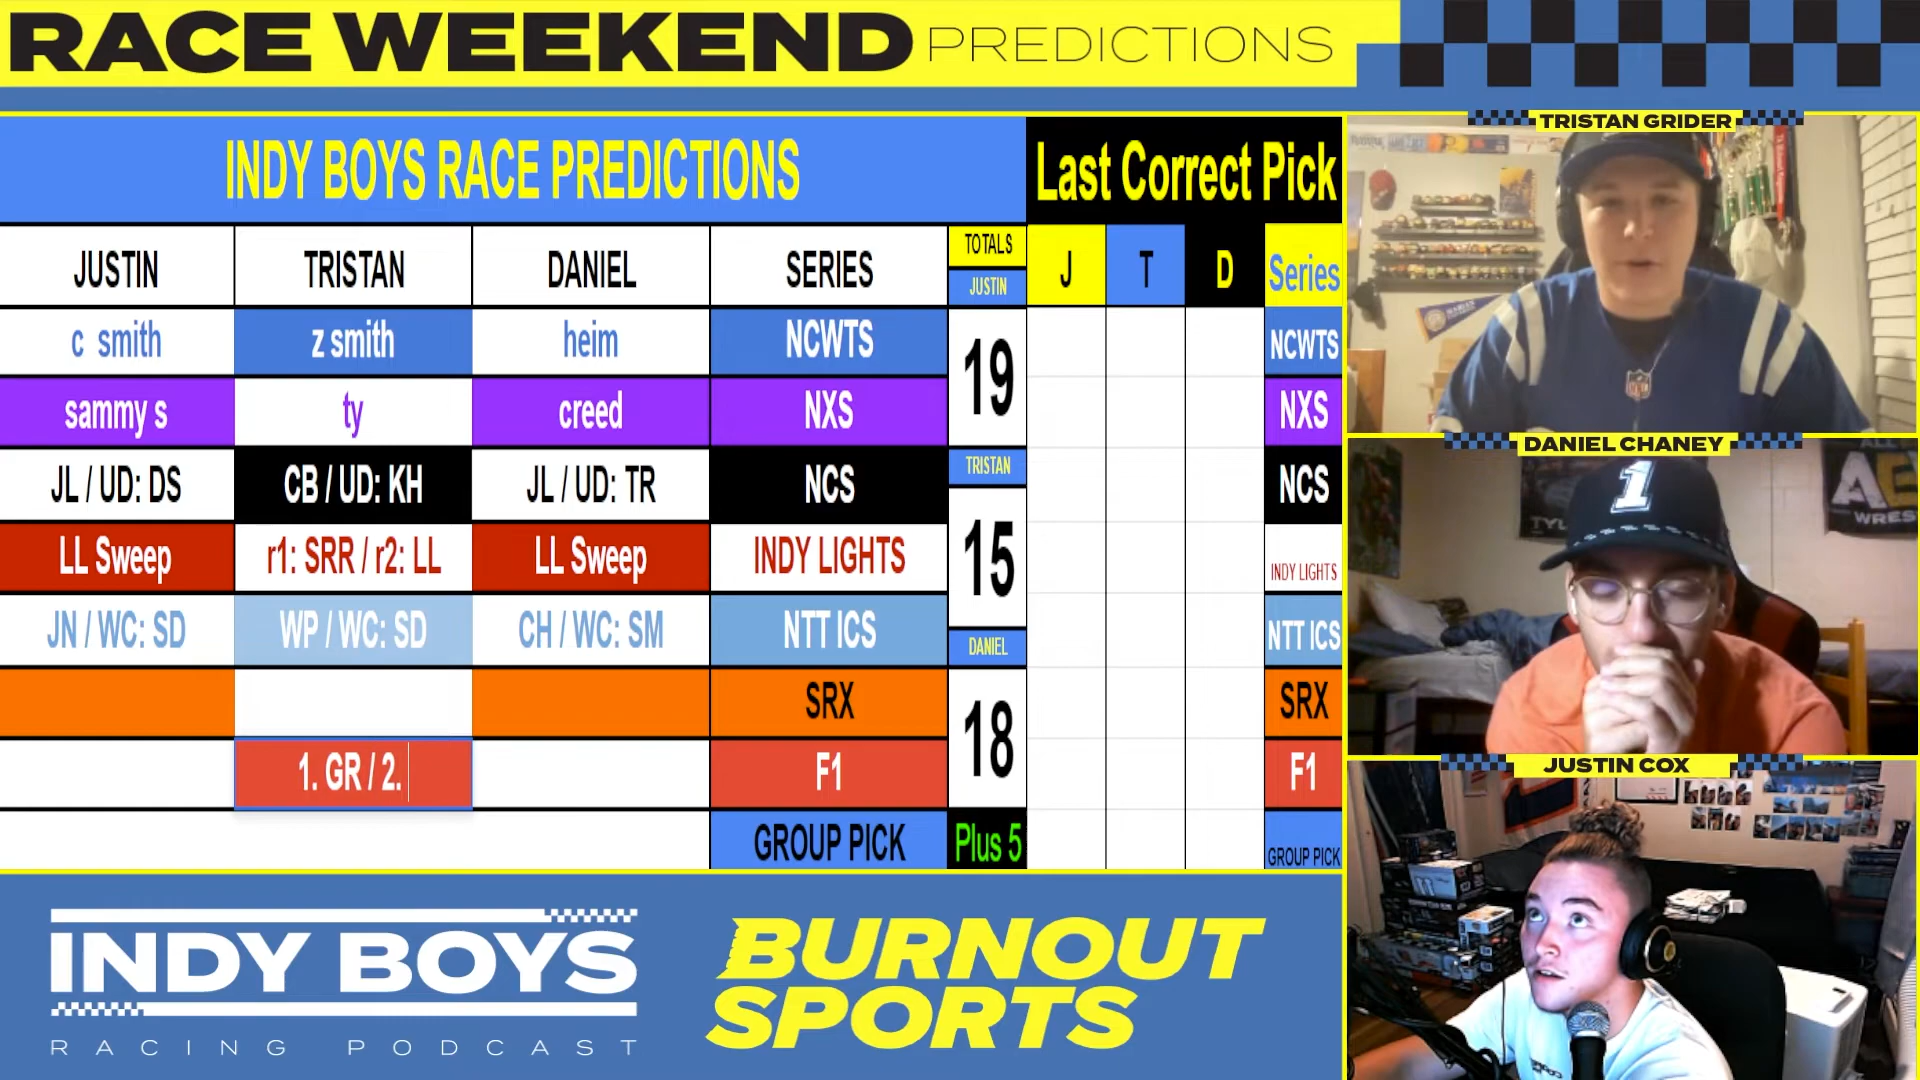 RACE WEEKEND PREDICTIONS
INDY BOYS RACE PREDICTIONS
Last Correct Pick
JUSTIN TRISTAN DANIEL SERIES TOTALS J T D Series
JUSTIN
c smith z smith heim NCWTS 19 NCWTS
sammy s ty creed NXS NXS
JL / UD: DS CB / UD: KH JL / UD: TR NCS TRISTAN NCS
LL Sweep r1: SRR / r2: LL LL Sweep INDY LIGHTS 15 INDY LIGHTS
JN / WC: SD WP / WC: SD CH / WC: SM NTT ICS DANIEL NTT ICS
SRX 18 SRX
1. GR / 2. F1 F1
GROUP PICK Plus 5 GROUP PICK
TRISTAN GRIDER
NFL
DANIEL CHANEY
1
WRES
JUSTIN COX
INDY BOYS
RACING PODCAST
BURNOUT
SPORTS